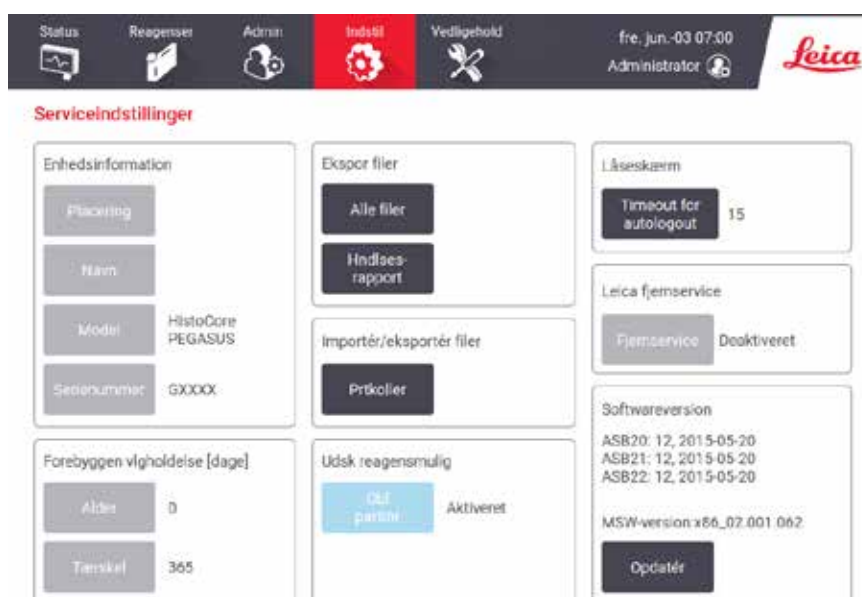 Status Reagenser Admin Indstil Vedligehold
fre. jun.-03 07:00
Administrator
Leica
Serviceindstillinger
Enhedsinformation
Placering
Navn
Model HistoCore
PEGASUS
Serienummer GXXXX
Forebyggen vlgholdelse [dage]
Alder 0
Tærskel 365
Ekspor filer
Alle filer
Hndlses-
rapport
Importér/eksportér filer
Prtkoller
Udsk reagensmulig
Obl
partinr Aktiveret
Låseskærm
Timeout for
autologout 15
Leica fjernservice
Fjernservice Deaktiveret
Softwareversion
ASB20: 12, 2015-05-20
ASB21: 12, 2015-05-20
ASB22: 12, 2015-05-20
MSW-version x86_02.001.062
Opdatér